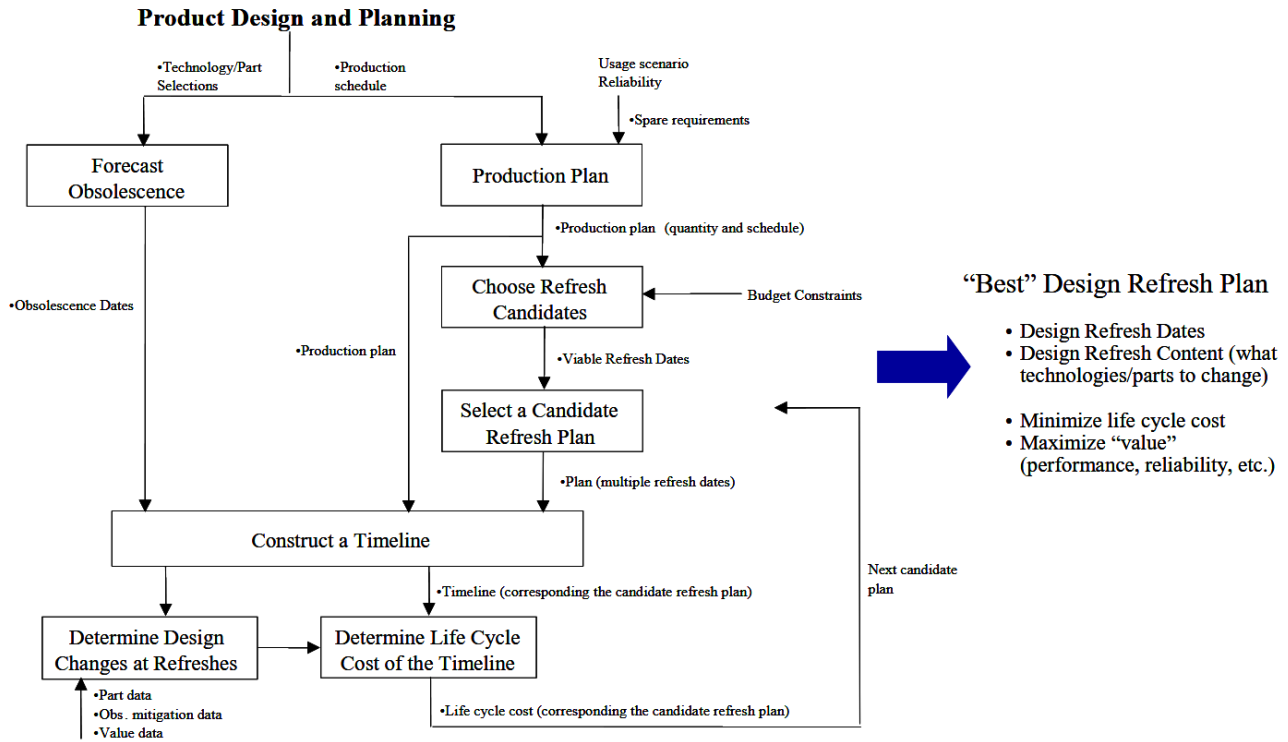 Product Design and Planning
•Technology/Part
Selections
•Production
schedule
Usage scenario
Reliability
•Spare requirements
Forecast
Obsolescence
Production Plan
•Production plan (quantity and schedule)
•Obsolescence Dates
Choose Refresh
Candidates
Budget Constraints
•Production plan
•Viable Refresh Dates
Select a Candidate
Refresh Plan
•Plan (multiple refresh dates)
Construct a Timeline
•Timeline (corresponding the candidate refresh plan)
Next candidate
plan
Determine Design
Changes at Refreshes
Determine Life Cycle
Cost of the Timeline
•Part data
•Obs. mitigation data
•Value data
•Life cycle cost (corresponding the candidate refresh plan)
“Best” Design Refresh Plan
• Design Refresh Dates
• Design Refresh Content (what
technologies/parts to change)
• Minimize life cycle cost
• Maximize “value”
(performance, reliability, etc.)